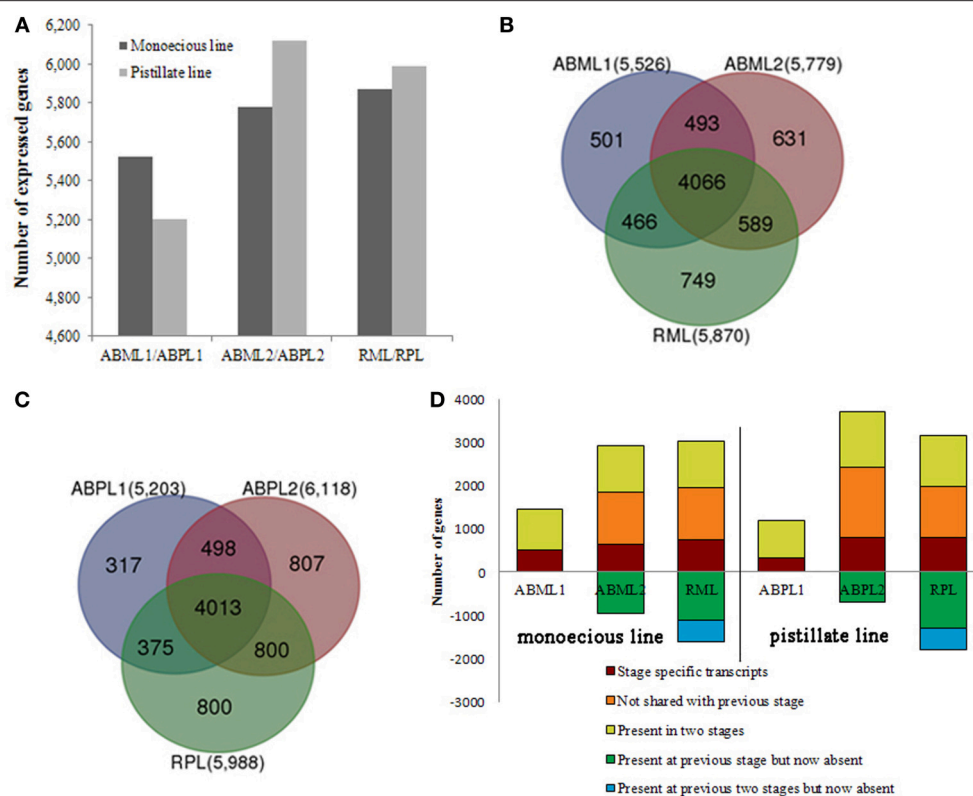 A
Number of expressed genes
6,200
6,000
5,800
5,600
5,400
5,200
5,000
4,800
4,600
Monoecious line
Pistillate line
ABML1/ABPL1
ABML2/ABPL2
RML/RPL
B
ABML1(5,526)
ABML2(5,779)
501
493
631
4066
466
589
749
RML(5,870)
C
ABPL1(5,203)
ABPL2(6,118)
317
498
807
4013
375
800
800
RPL(5,988)
D
Nnumber of genes
4000
3000
2000
1000
0
-1000
-2000
-3000
ABML1
ABML2
RML
ABPL1
ABPL2
RPL
monoecious line
pistillate line
Stage specific transcripts
Not shared with previous stage
Present in two stages
Present at previous stage but now absent
Present at previous two stages but now absent